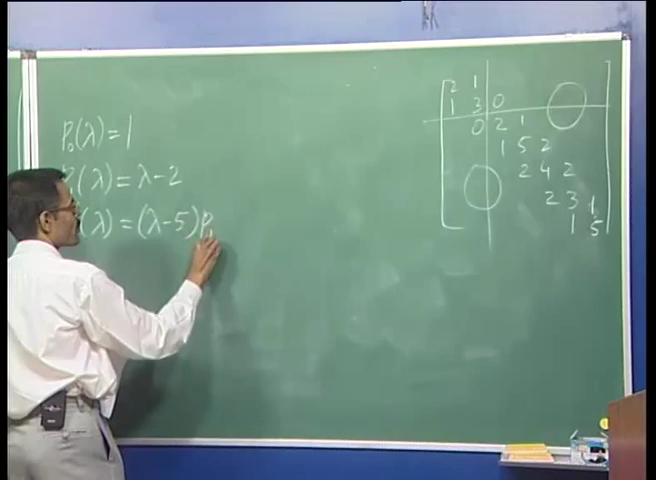 P₀(λ) = 1
(λ) = λ - 2
(λ) = (λ - 5) P
2 1
1 3 0
0 2 1
1 5 2
2 4 2
2 3 1
1 5